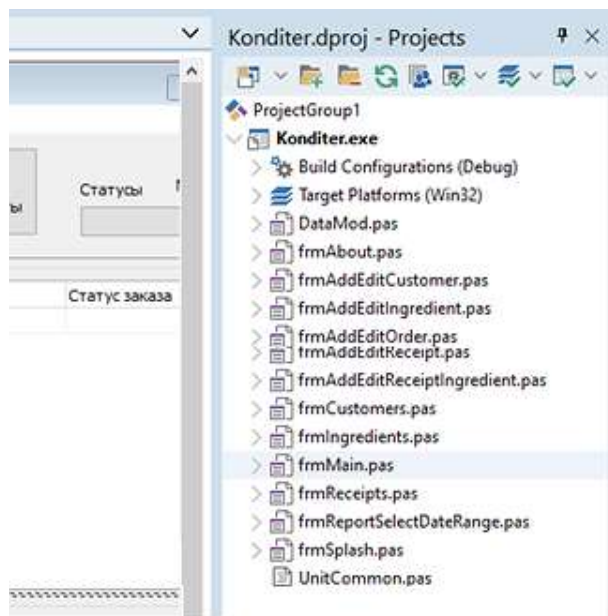 Konditer.dproj - Projects
ProjectGroup1
Konditer.exe
Build Configurations (Debug)
Target Platforms (Win32)
DataMod.pas
frmAbout.pas
frmAddEditCustomer.pas
frmAddEditIngredient.pas
frmAddEditOrder.pas
frmAddEditReceipt.pas
frmAddEditReceiptIngredient.pas
frmCustomers.pas
frmIngredients.pas
frmMain.pas
frmReceipts.pas
frmReportSelectDateRange.pas
frmSplash.pas
UnitCommon.pas
Статусы
ы
Статус заказа